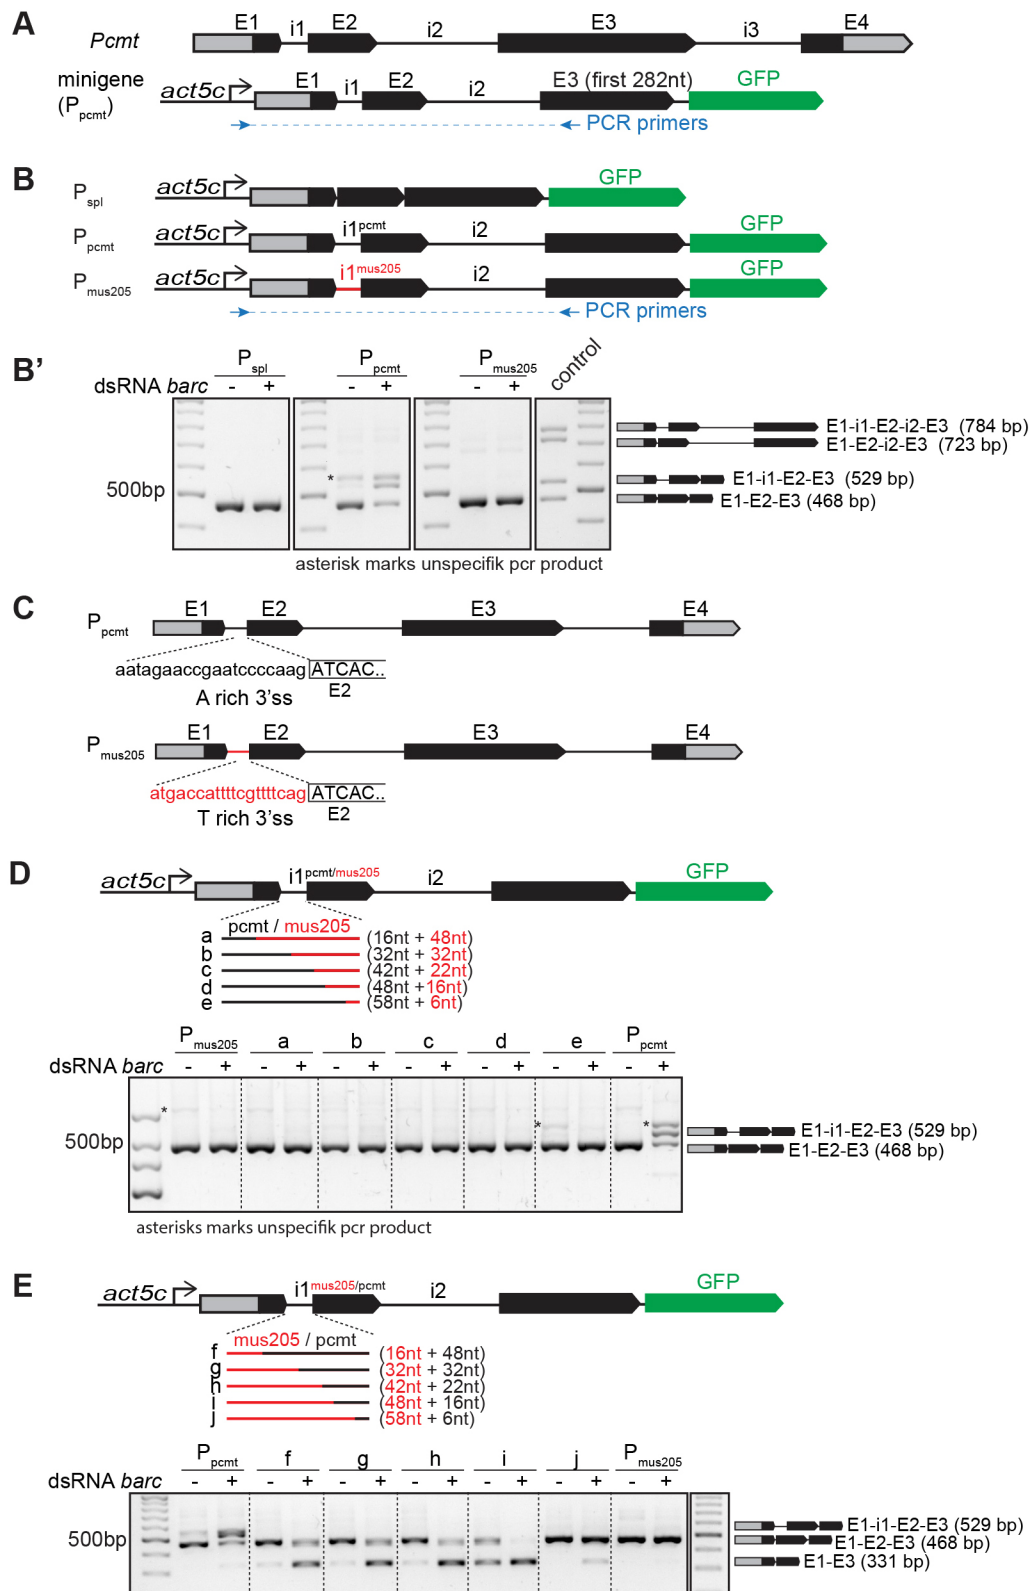 A
E1 i1 E2 i2 E3 i3 E4
Pcmt
minigene
(Ppcmt)
act5c
E1 i1 E2 i2 E3 (first 282nt) GFP
PCR primers
B
Pspl act5c GFP
Ppcmt act5c i1pcmt i2 GFP
Pmus205 act5c i1mus205 i2 GFP
PCR primers
B’
Pspl Ppcmt Pmus205 control
dsRNA barc - + - + - +
500bp
*
E1-i1-E2-i2-E3 (784 bp)
E1-E2-i2-E3 (723 bp)
E1-i1-E2-E3 (529 bp)
E1-E2-E3 (468 bp)
asterisk marks unspecifik pcr product
C
Ppcmt E1 E2 E3 E4
aatagaaccgaatccccaag ATCAC..
A rich 3’ss E2
Pmus205 E1 E2 E3 E4
atgaccattttcgttttcag ATCAC..
T rich 3’ss E2
D
act5c i1pcmt/mus205 i2 GFP
pcmt / mus205
a (16nt + 48nt)
b (32nt + 32nt)
c (42nt + 22nt)
d (48nt +16nt)
e (58nt + 6nt)
Pmus205 a b c d e Ppcmt
dsRNA barc - + - + - + - + - + - + - +
* * *
500bp
E1-i1-E2-E3 (529 bp)
E1-E2-E3 (468 bp)
asterisks marks unspecifik pcr product
E
act5c i1mus205/pcmt i2 GFP
mus205 / pcmt
f (16nt + 48nt)
g (32nt + 32nt)
h (42nt + 22nt)
i (48nt + 16nt)
j (58nt + 6nt)
Ppcmt f g h i j Pmus205
dsRNA barc - + - + - + - + - + - + - +
500bp
E1-i1-E2-E3 (529 bp)
E1-E2-E3 (468 bp)
E1-E3 (331 bp)